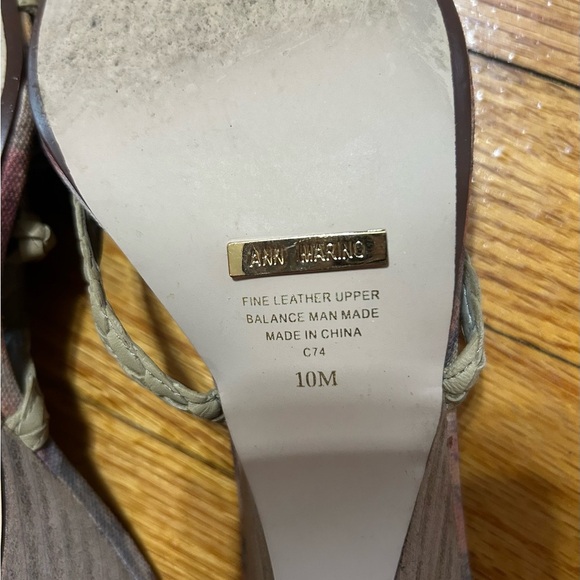 ANN MARINO
FINE LEATHER UPPER
BALANCE MAN MADE
MADE IN CHINA
C74
10M